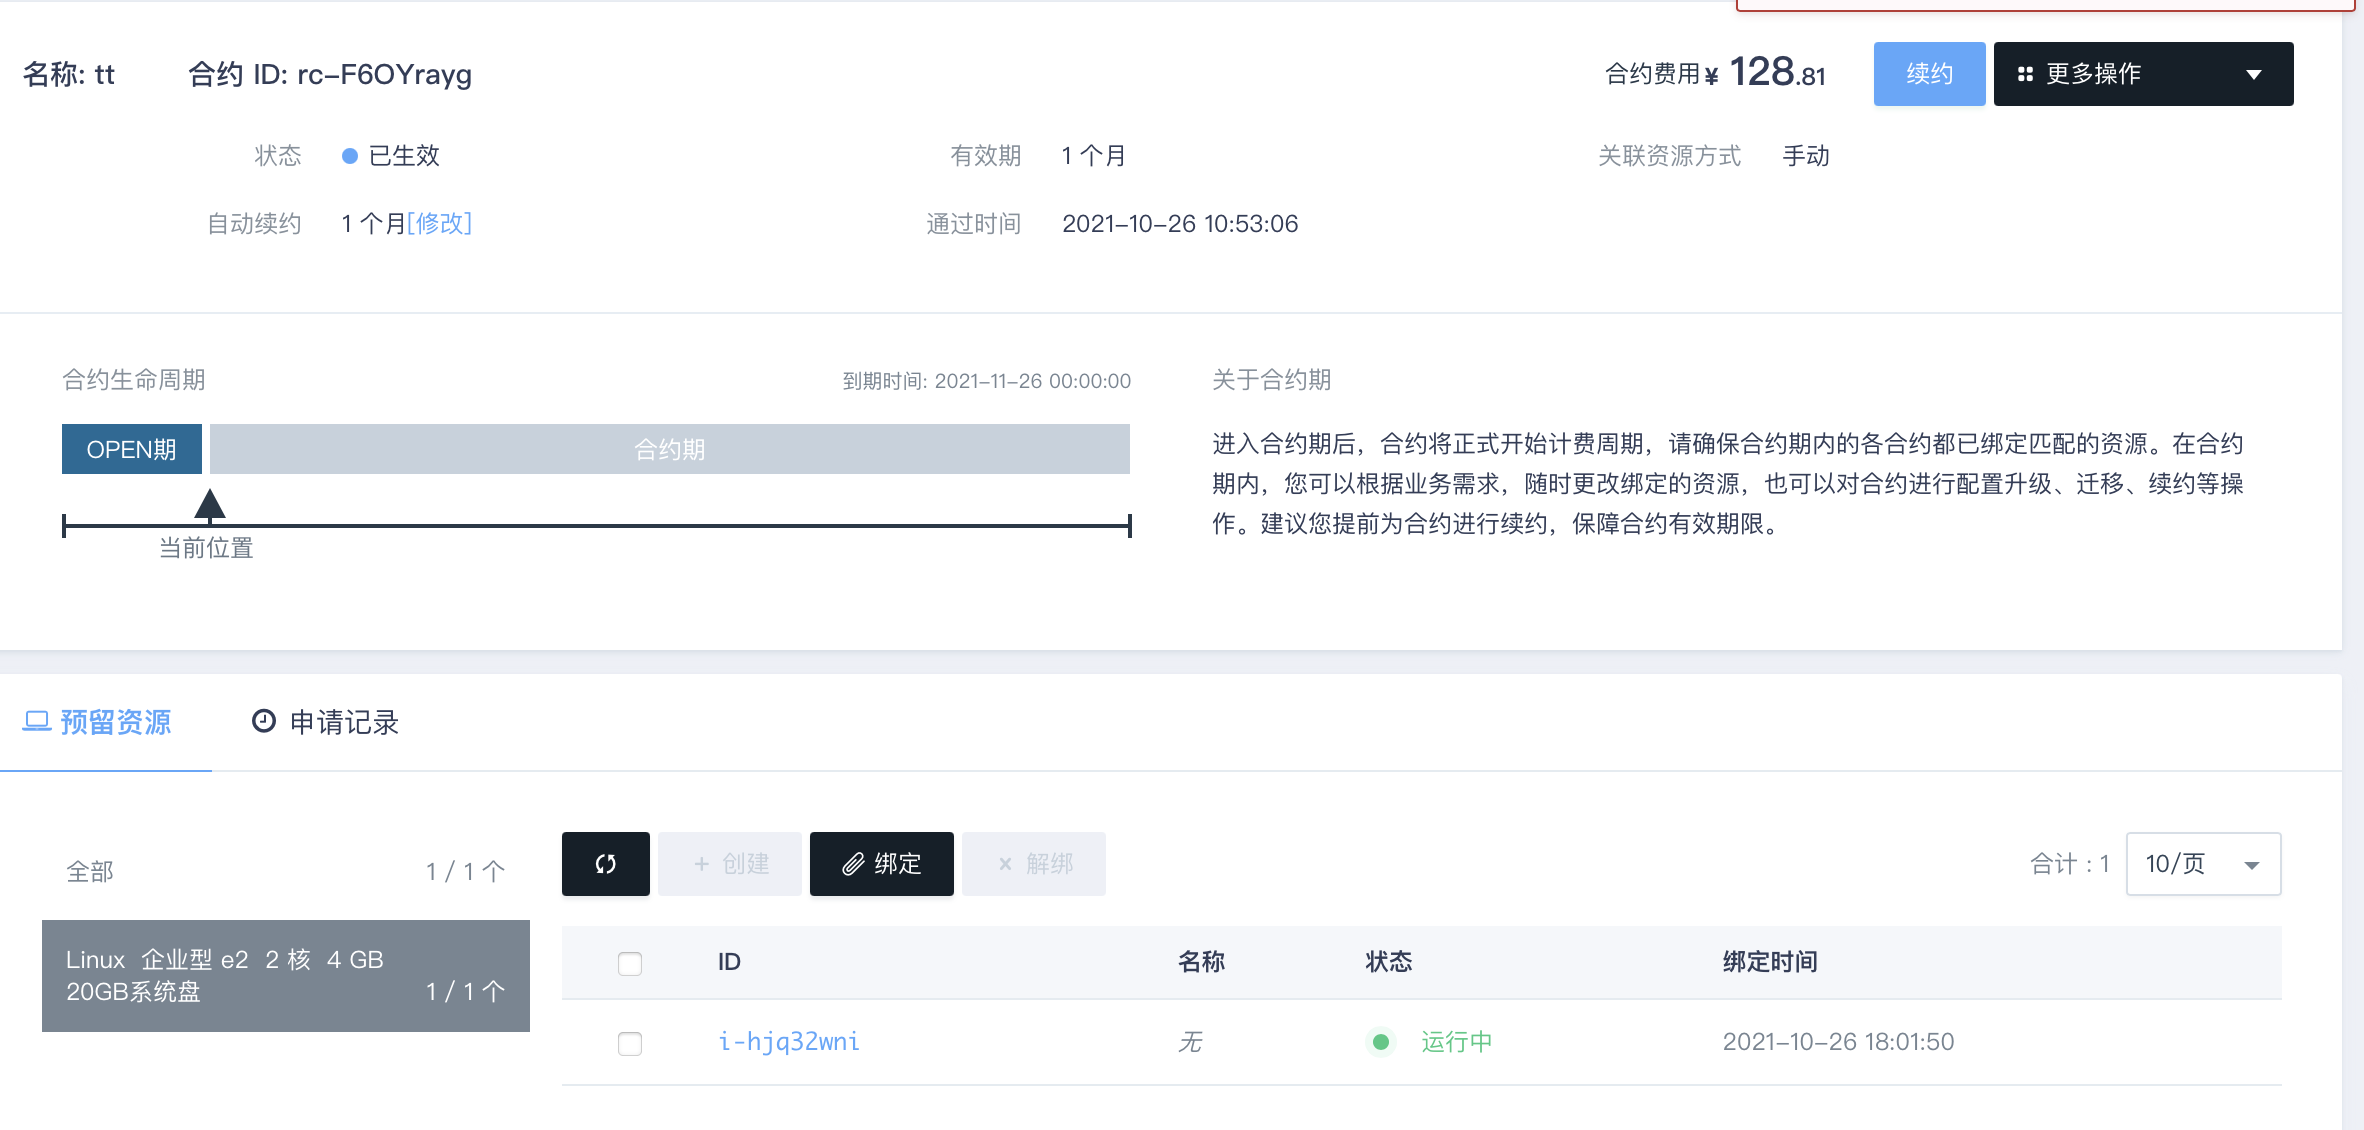 名称: tt 合约 ID: rc-F6OYrayg 合约费用 ¥ 128.81 续约 更多操作
状态 已生效 有效期 1 个月 关联资源方式 手动
自动续约 1 个月[修改] 通过时间 2021-10-26 10:53:06
合约生命周期 到期时间: 2021-11-26 00:00:00
OPEN期 合约期
当前位置
关于合约期
进入合约期后，合约将正式开始计费周期，请确保合约期内的各合约都已绑定匹配的资源。在合约
期内，您可以根据业务需求，随时更改绑定的资源，也可以对合约进行配置升级、迁移、续约等操
作。建议您提前为合约进行续约，保障合约有效期限。
预留资源 申请记录
全部 1 / 1 个
Linux 企业型 e2 2 核 4 GB
20GB系统盘 1 / 1 个
+ 创建 绑定 × 解绑 合计 : 1 10/页
ID 名称 状态 绑定时间
i-hjq32wni 无 运行中 2021-10-26 18:01:50